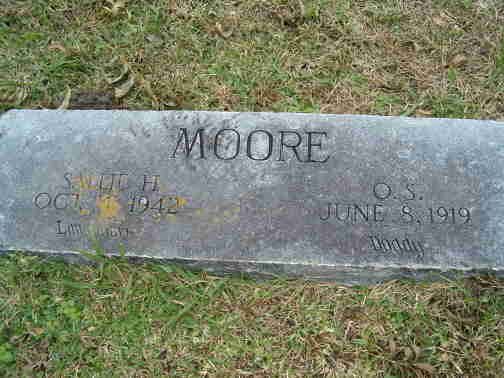 MOORE
SALLIE H.
OCT. 1942
O.S.
JUNE 8, 1919
Daddy